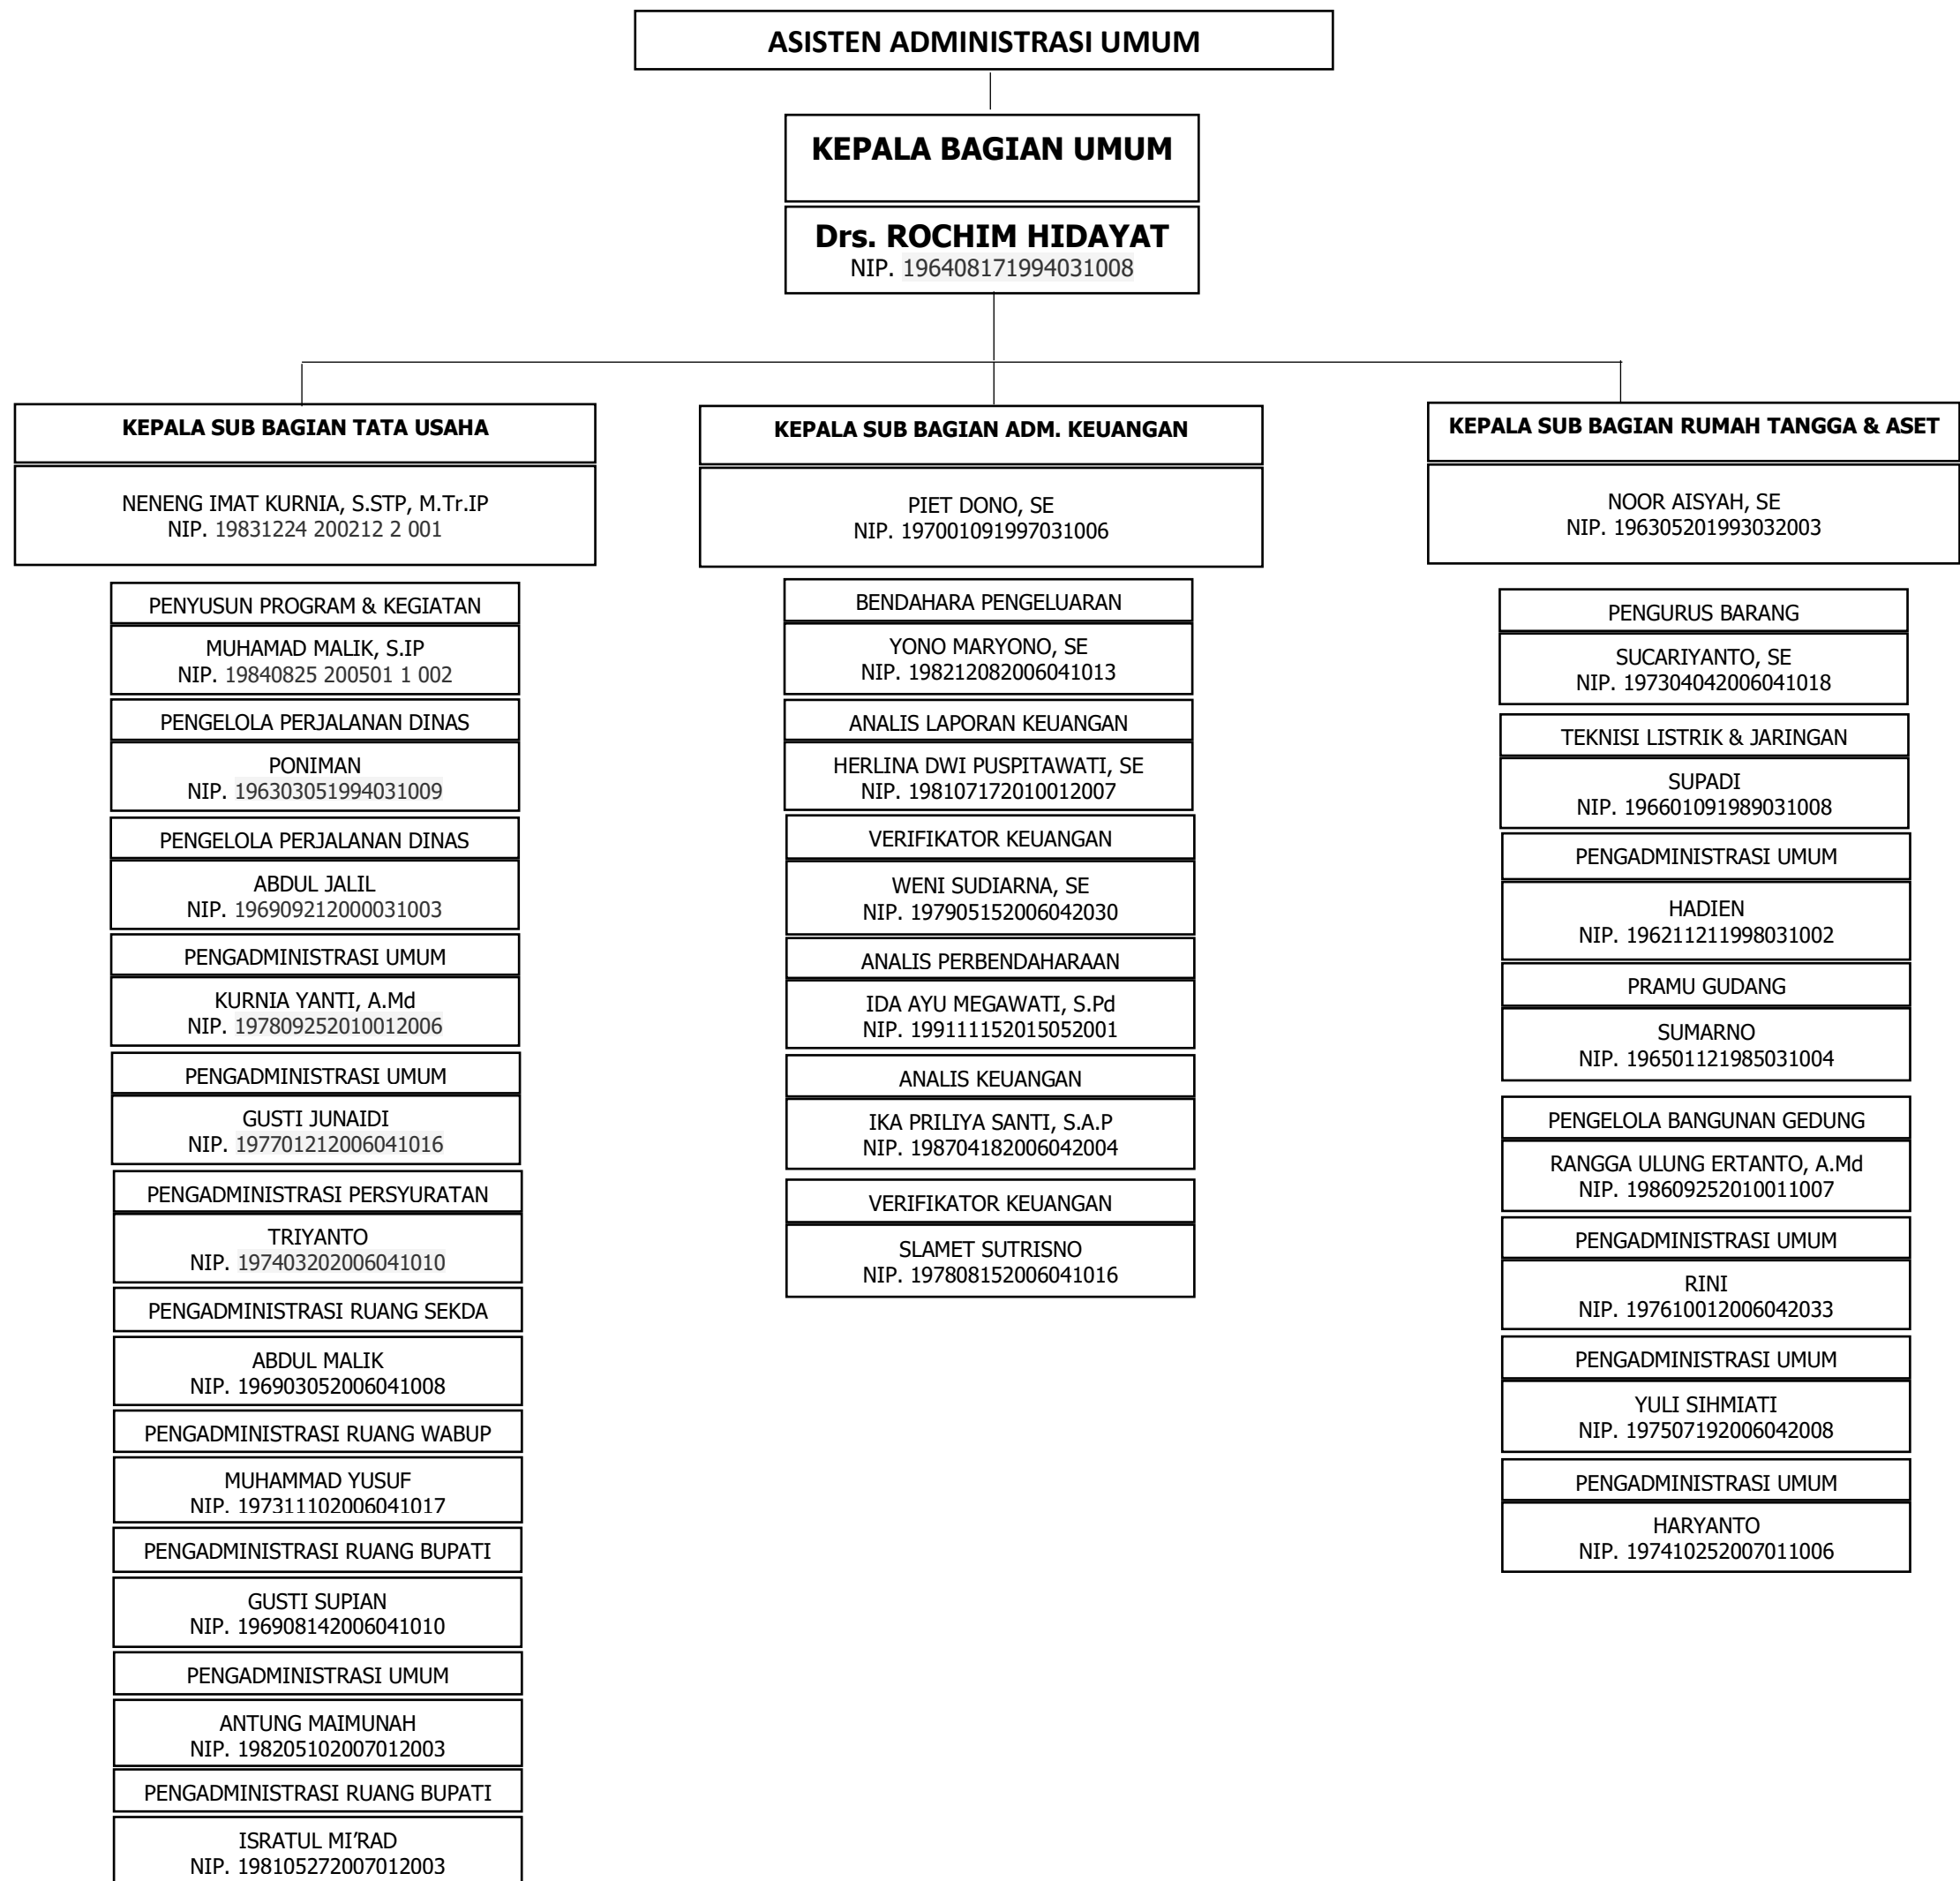 ASISTEN ADMINISTRASI UMUM
KEPALA BAGIAN UMUM
Drs. ROCHIM HIDAYAT
NIP. 196408171994031008
KEPALA SUB BAGIAN TATA USAHA
NENENG IMAT KURNIA, S.STP, M.Tr.IP
NIP. 19831224 200212 2 001
PENYUSUN PROGRAM & KEGIATAN
MUHAMAD MALIK, S.IP
NIP. 19840825 200501 1 002
PENGELOLA PERJALANAN DINAS
PONIMAN
NIP. 196303051994031009
PENGELOLA PERJALANAN DINAS
ABDUL JALIL
NIP. 196909212000031003
PENGADMINISTRASI UMUM
KURNIA YANTI, A.Md
NIP. 197809252010012006
PENGADMINISTRASI UMUM
GUSTI JUNAIDI
NIP. 197701212006041016
PENGADMINISTRASI PERSYURATAN
TRIYANTO
NIP. 197403202006041010
PENGADMINISTRASI RUANG SEKDA
ABDUL MALIK
NIP. 196903052006041008
PENGADMINISTRASI RUANG WABUP
MUHAMMAD YUSUF
NIP. 197311102006041017
PENGADMINISTRASI RUANG BUPATI
GUSTI SUPIAN
NIP. 196908142006041010
PENGADMINISTRASI UMUM
ANTUNG MAIMUNAH
NIP. 198205102007012003
PENGADMINISTRASI RUANG BUPATI
ISRATUL MI’RAD
NIP. 198105272007012003
KEPALA SUB BAGIAN ADM. KEUANGAN
PIET DONO, SE
NIP. 197001091997031006
BENDAHARA PENGELUARAN
YONO MARYONO, SE
NIP. 198212082006041013
ANALIS LAPORAN KEUANGAN
HERLINA DWI PUSPITAWATI, SE
NIP. 198107172010012007
VERIFIKATOR KEUANGAN
WENI SUDIARNA, SE
NIP. 197905152006042030
ANALIS PERBENDAHARAAN
IDA AYU MEGAWATI, S.Pd
NIP. 199111152015052001
ANALIS KEUANGAN
IKA PRILIYA SANTI, S.A.P
NIP. 198704182006042004
VERIFIKATOR KEUANGAN
SLAMET SUTRISNO
NIP. 197808152006041016
KEPALA SUB BAGIAN RUMAH TANGGA & ASET
NOOR AISYAH, SE
NIP. 196305201993032003
PENGURUS BARANG
SUCARIYANTO, SE
NIP. 197304042006041018
TEKNISI LISTRIK & JARINGAN
SUPADI
NIP. 196601091989031008
PENGADMINISTRASI UMUM
HADIEN
NIP. 196211211998031002
PRAMU GUDANG
SUMARNO
NIP. 196501121985031004
PENGELOLA BANGUNAN GEDUNG
RANGGA ULUNG ERTANTO, A.Md
NIP. 198609252010011007
PENGADMINISTRASI UMUM
RINI
NIP. 197610012006042033
PENGADMINISTRASI UMUM
YULI SIHMIATI
NIP. 197507192006042008
PENGADMINISTRASI UMUM
HARYANTO
NIP. 197410252007011006